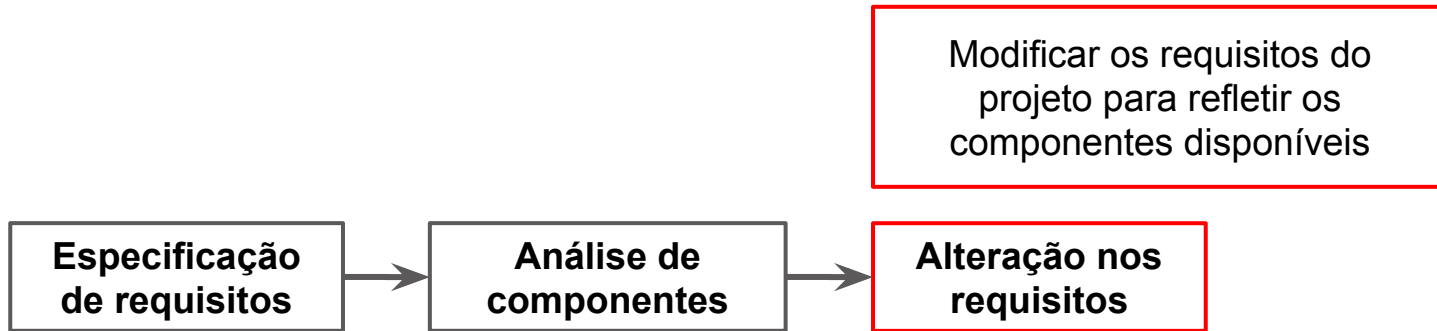 Modificar os requisitos do
projeto para refletir os
componentes disponíveis
Especificação
de requisitos
Análise de
componentes
Alteração nos
requisitos